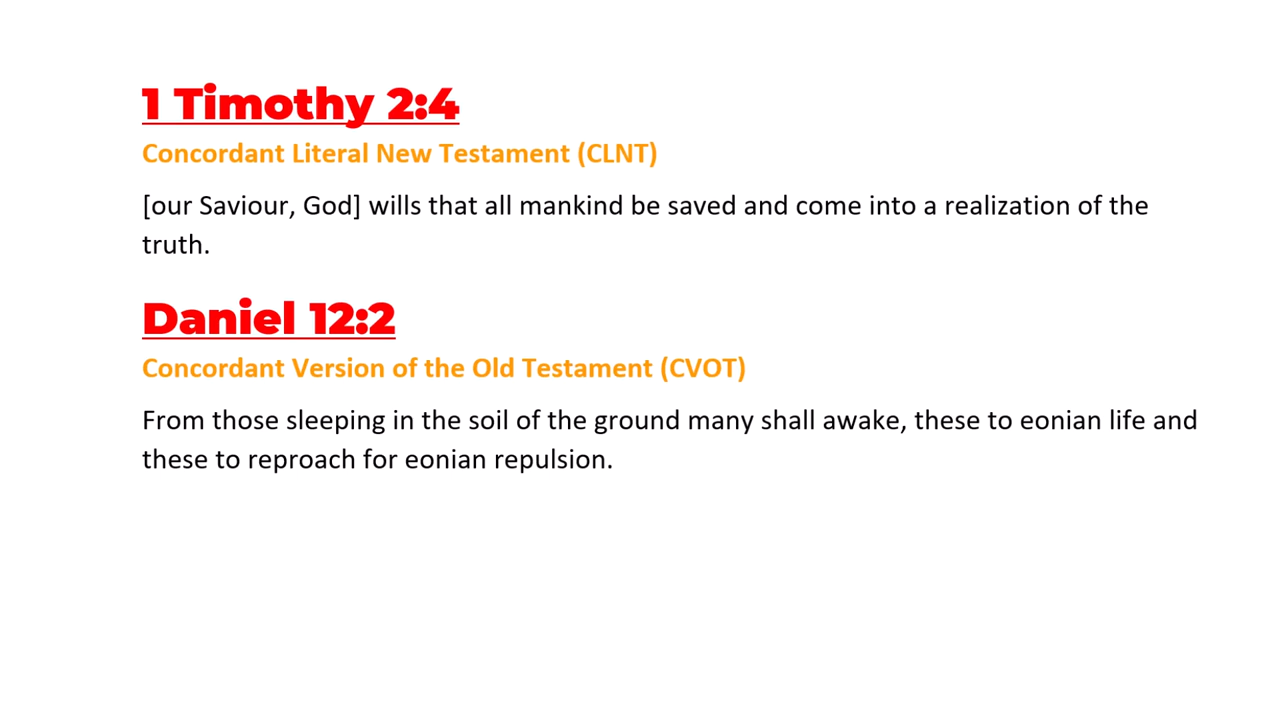 1 Timothy 2:4
Concordant Literal New Testament (CLNT)
[our Saviour, God] wills that all mankind be saved and come into a realization of the
truth.
Daniel 12:2
Concordant Version of the Old Testament (CVOT)
From those sleeping in the soil of the ground many shall awake, these to eonian life and
these to reproach for eonian repulsion.